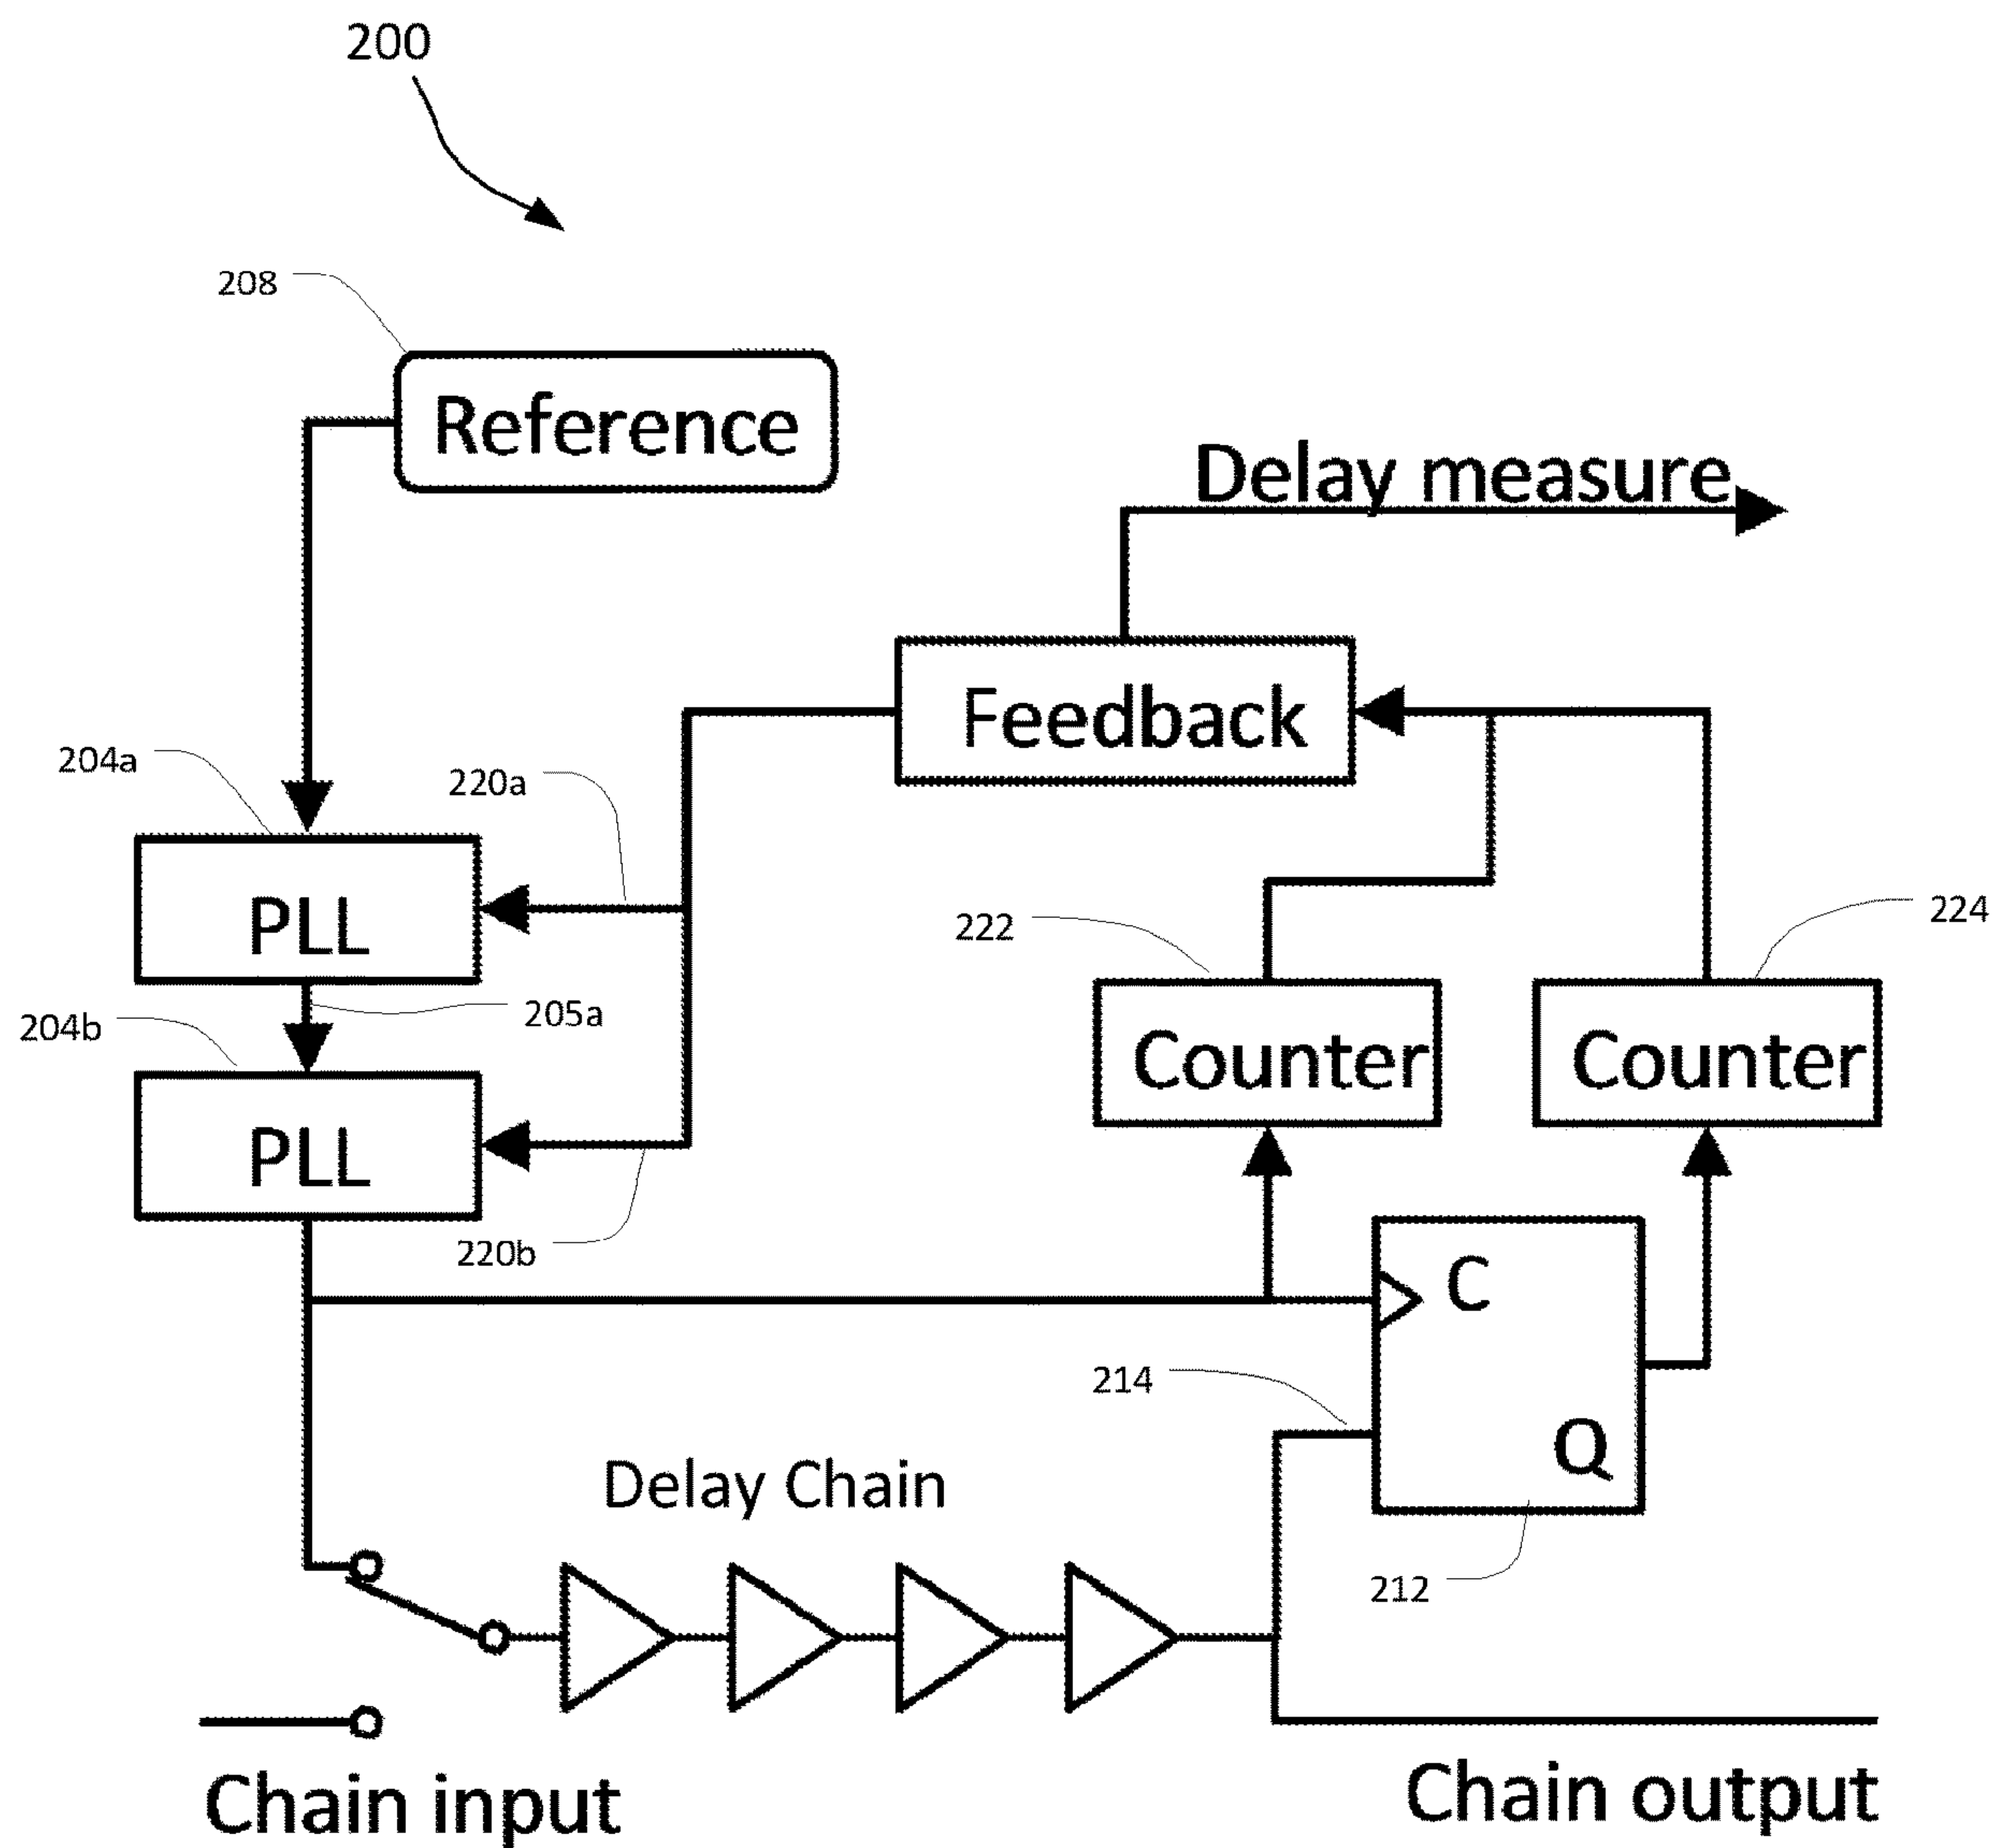 200
208
Reference
Delay measure
Feedback
204a
220a
PLL
222
224
205a
204b
Counter
Counter
PLL
220b
C
214
Q
Delay Chain
212
Chain input
Chain output